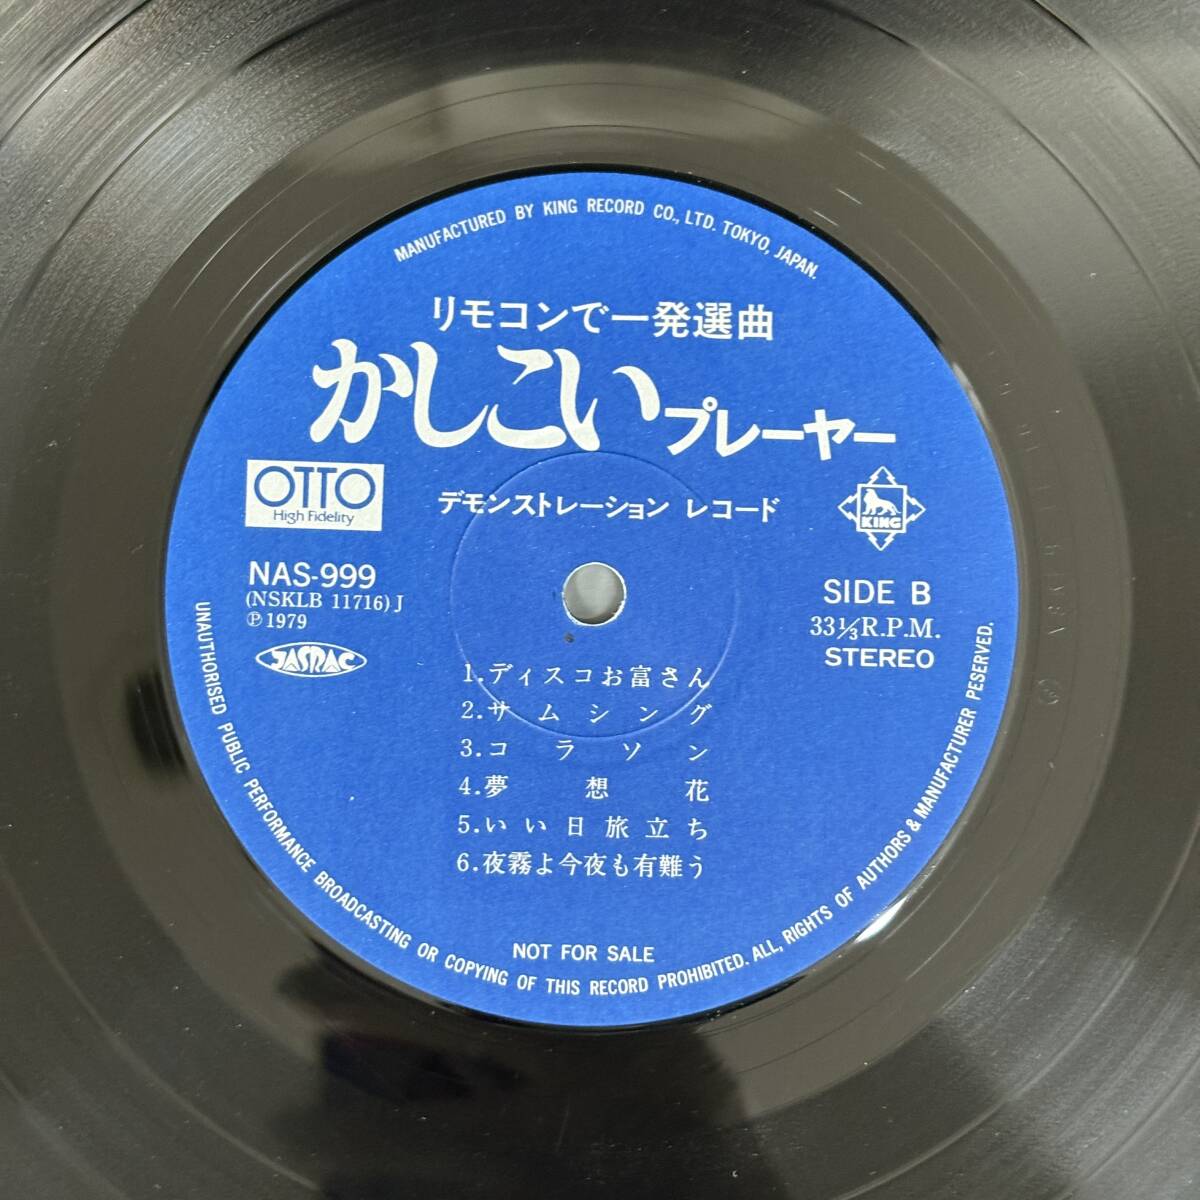 MANUFACTURED BY KING RECORD CO., LTD. TOKYO, JAPAN.
リモコンで一発選曲
かしこいプレーヤー
OTTO
High Fidelity
デモンストレーション レコード
KING
NAS-999
(NSKLB 11716) J
℗1979
JASRAC
SIDE B
33⅓R.P.M.
STEREO
1.ディスコお富さん
2.サムシング
3.コラソン
4.夢想花
5.いい日旅立ち
6.夜霧よ今夜も有難う
NOT FOR SALE
UNAUTHORISED PUBLIC PERFORMANCE BROADCASTING OR COPYING OF THIS RECORD PROHIBITED. ALL, RIGHTS OF AUTHORS & MANUFACTURER PESERVED.